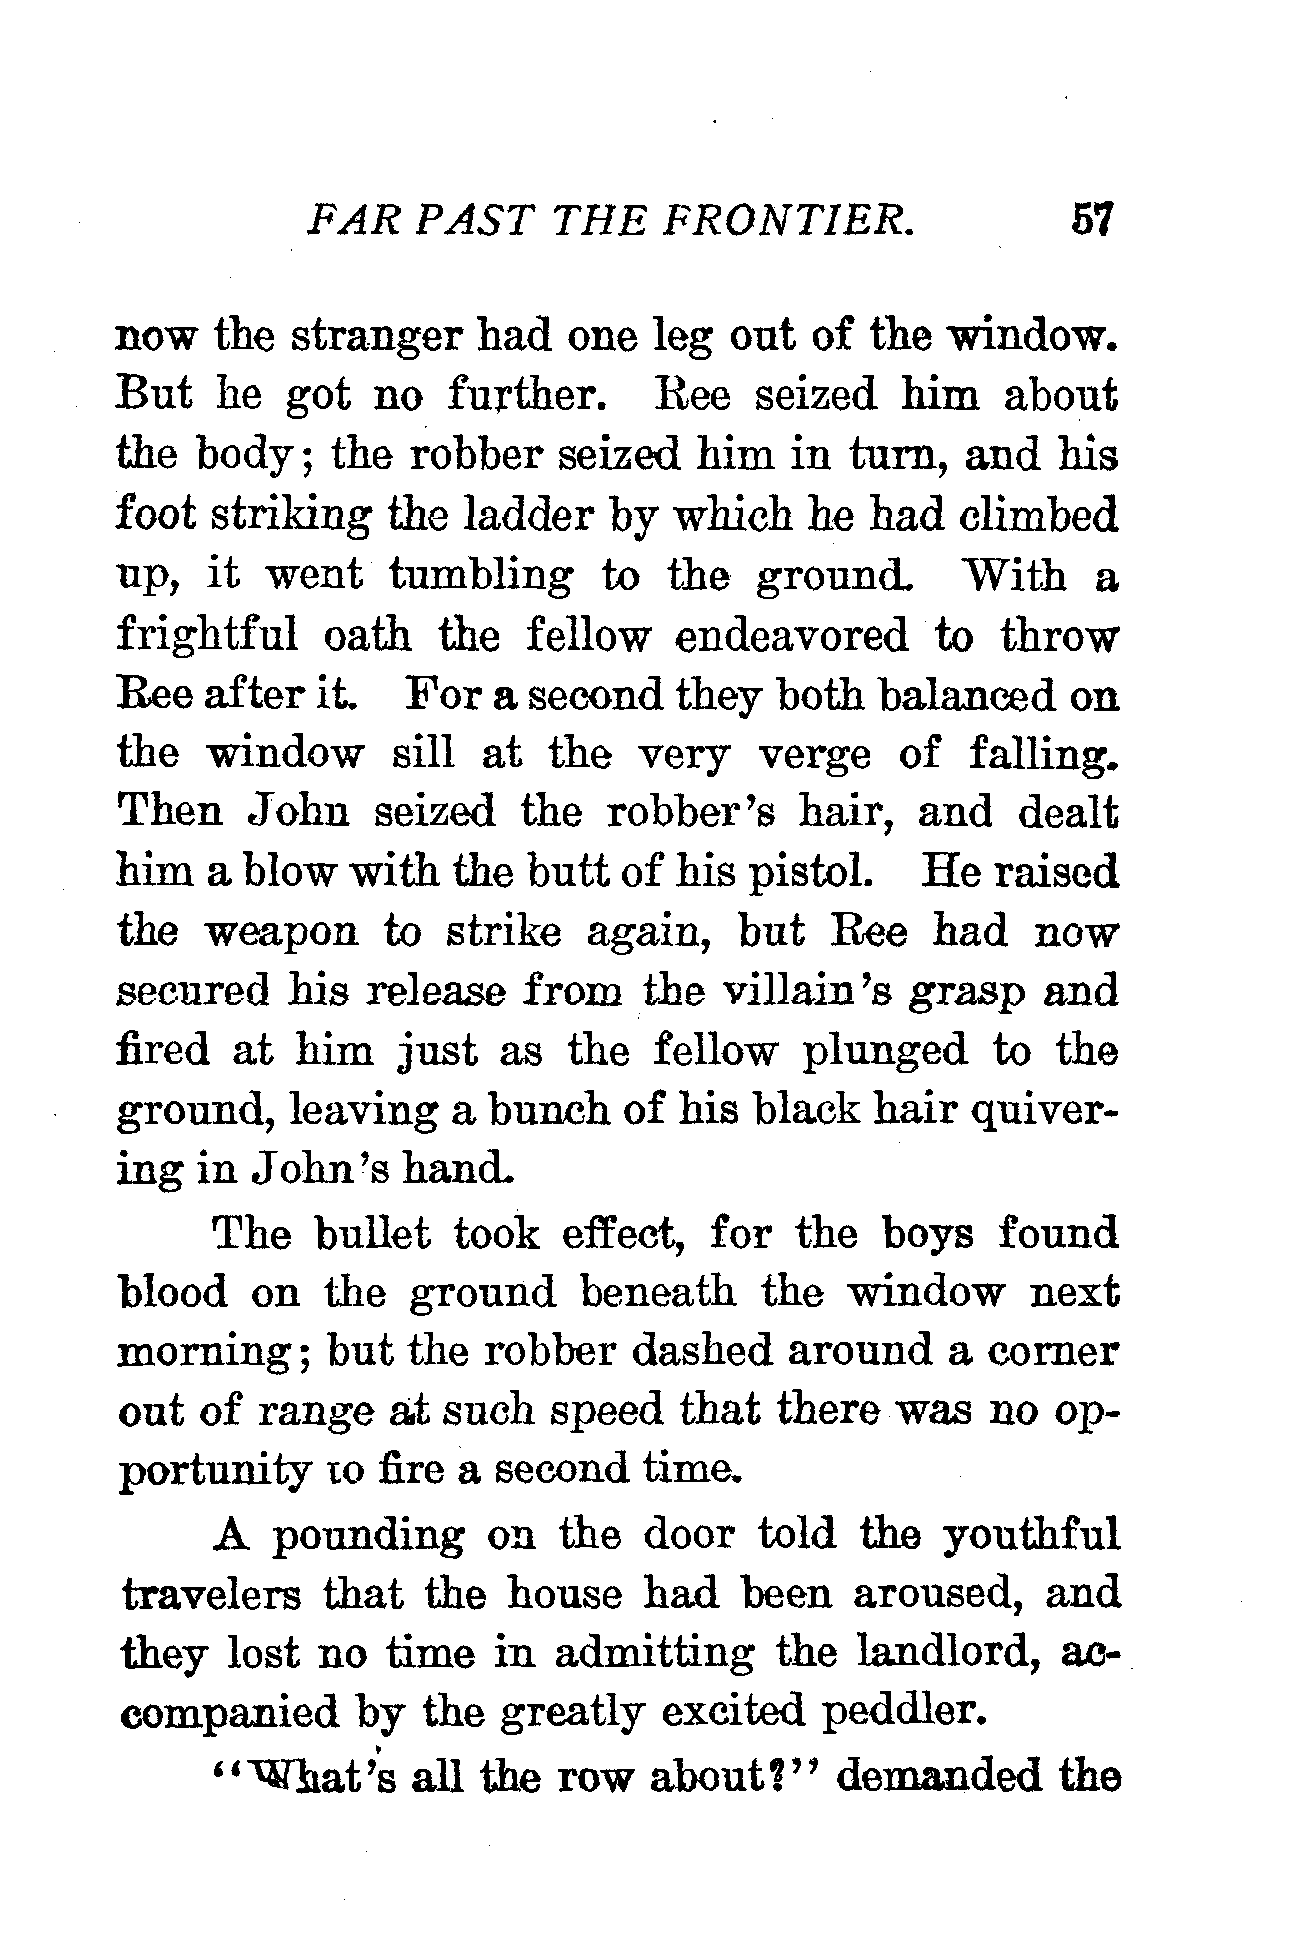 FAR PAST THE FRONTIER. 57
now the stranger had one leg out of the window.
But he got no further. Ree seized him about
the body; the robber seized him in turn, and his
foot striking the ladder by which he had climbed
up, it went tumbling to the ground. With a
frightful oath the fellow endeavored to throw
Ree after it. For a second they both balanced on
the window sill at the very verge of falling.
Then John seized the robber's hair, and dealt
him a blow with the butt of his pistol. He raised
the weapon to strike again, but Ree had now
secured his release from the villain's grasp and
fired at him just as the fellow plunged to the
ground, leaving a bunch of his black hair quiver-
ing in John's hand.
The bullet took effect, for the boys found
blood on the ground beneath the window next
morning; but the robber dashed around a corner
out of range at such speed that there was no op-
portunity to fire a second time.
A pounding on the door told the youthful
travelers that the house had been aroused, and
they lost no time in admitting the landlord, ac-
companied by the greatly excited peddler.
"What's all the row about?" demanded the